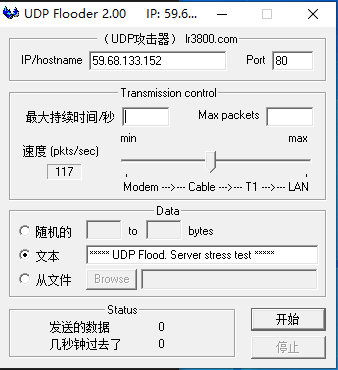 UDP Flooder 2.00 IP: 59.6...
（UDP攻击器） lr3800.com
IP/hostname 59.68.133.152 Port 80
Transmission control
最大持续时间/秒 Max packets
min max
速度 (pkts/sec)
117
Modem --->--- Cable --->--- T1 --->--- LAN
Data
随机的 to bytes
文本 ***** UDP Flood. Server stress test *****
从文件 Browse
Status
发送的数据 0
几秒钟过去了 0
开始
停止